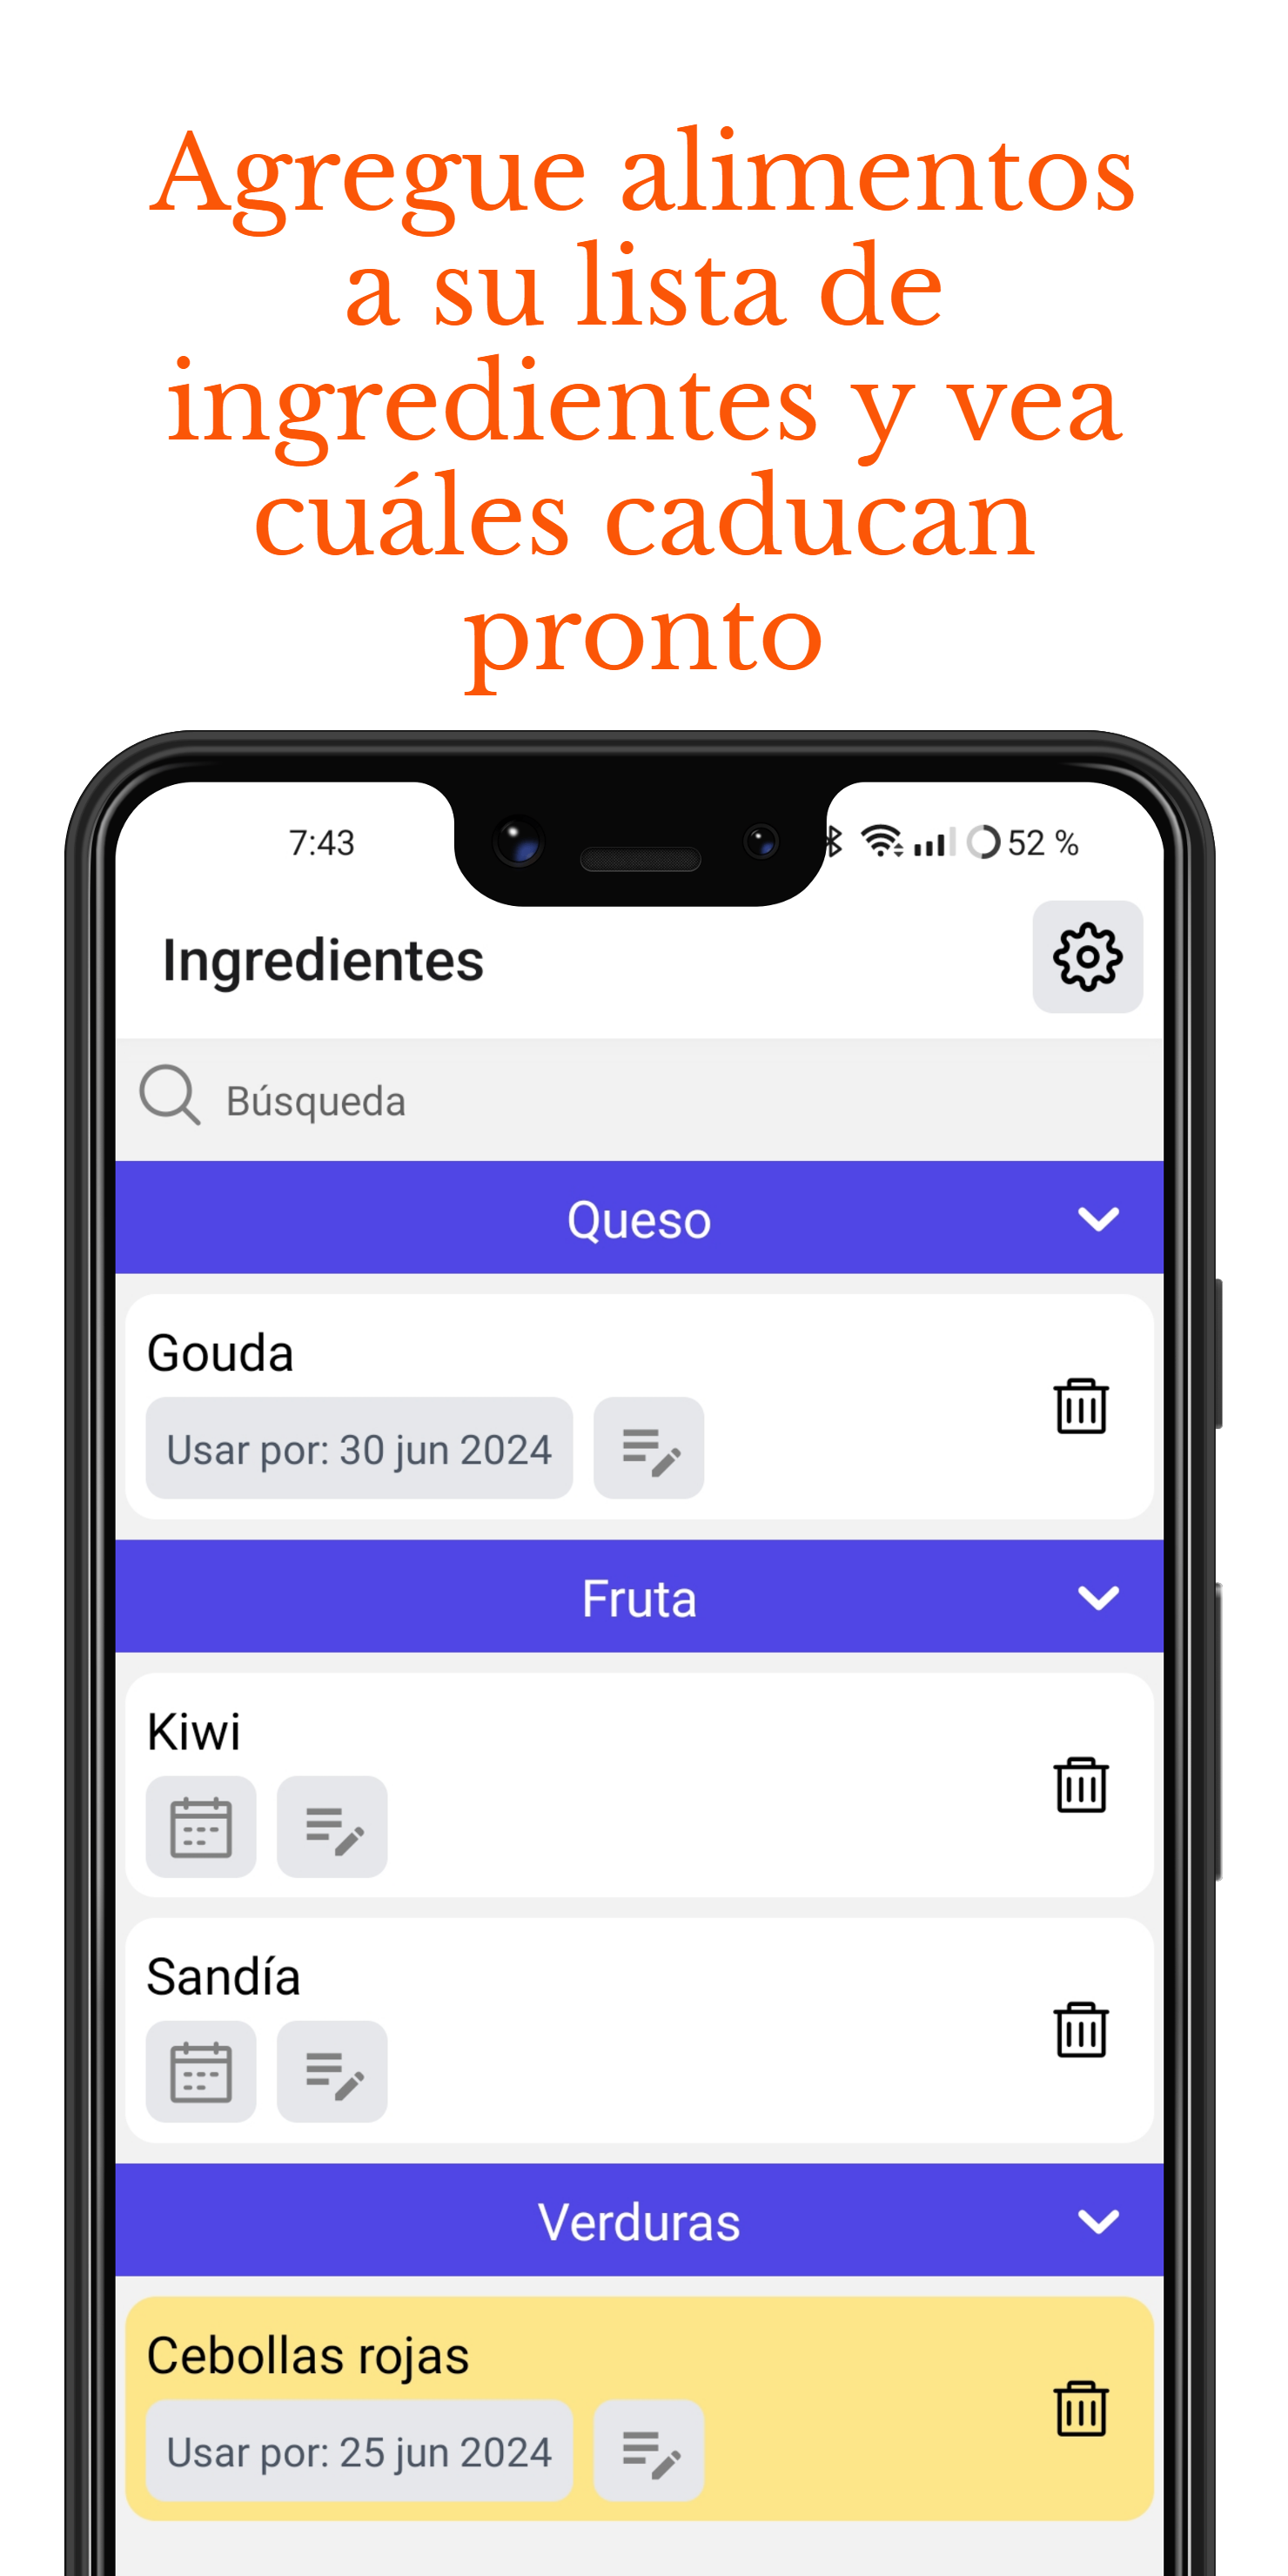 Agregue alimentos
a su lista de
ingredientes y vea
cuáles caducan
pronto
7:43
52 %
Ingredientes
Búsqueda
Queso
Gouda
Usar por: 30 jun 2024
Fruta
Kiwi
Sandía
Verduras
Cebollas rojas
Usar por: 25 jun 2024